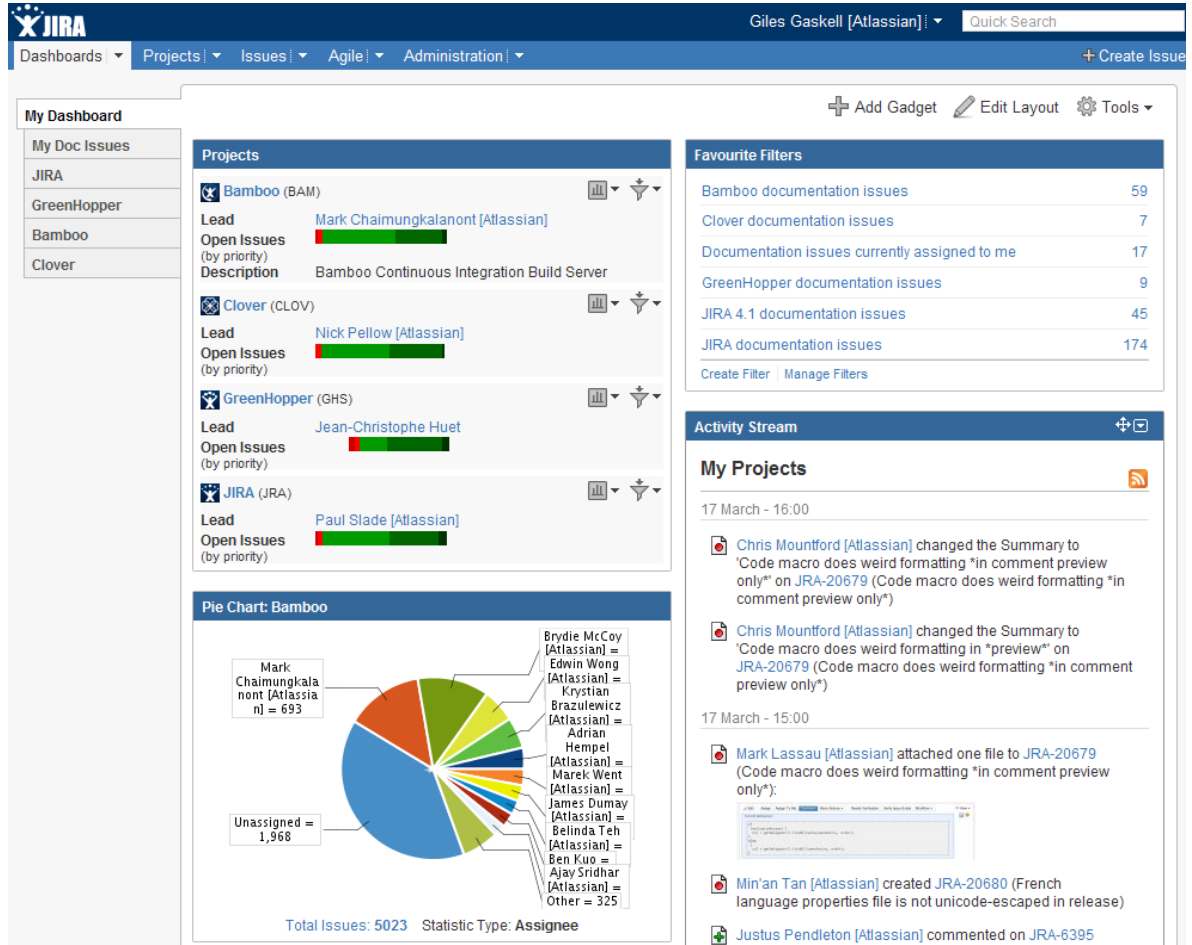 JIRA
Giles Gaskell [Atlassian]
Quick Search
Dashboards
Projects
Issues
Agile
Administration
Create Issue
My Dashboard
My Doc Issues
JIRA
GreenHopper
Bamboo
Clover
Add Gadget
Edit Layout
Tools
Projects
Bamboo (BAM)
Lead Mark Chaimungkalanont [Atlassian]
Open Issues
(by priority)
Description Bamboo Continuous Integration Build Server
Clover (CLOV)
Lead Nick Pellow [Atlassian]
Open Issues
(by priority)
GreenHopper (GHS)
Lead Jean-Christophe Huet
Open Issues
(by priority)
JIRA (JRA)
Lead Paul Slade [Atlassian]
Open Issues
(by priority)
Pie Chart: Bamboo
Mark
Chaimungkala
nont [Atlassia
n] = 693
Unassigned =
1,968
Brydie McCoy
[Atlassian] =
Edwin Wong
[Atlassian] =
Krystian
Brazulewicz
[Atlassian] =
Adrian
Hempel
[Atlassian] =
Marek Went
[Atlassian] =
James Dumay
[Atlassian] =
Belinda Teh
[Atlassian] =
Ben Kuo =
Ajay Sridhar
[Atlassian] =
Other = 325
Total Issues: 5023 Statistic Type: Assignee
Favourite Filters
Bamboo documentation issues 59
Clover documentation issues 7
Documentation issues currently assigned to me 17
GreenHopper documentation issues 9
JIRA 4.1 documentation issues 45
JIRA documentation issues 174
Create Filter Manage Filters
Activity Stream
My Projects
17 March - 16:00
Chris Mountford [Atlassian] changed the Summary to
'Code macro does weird formatting *in comment preview
only*' on JRA-20679 (Code macro does weird formatting *in
comment preview only*)
Chris Mountford [Atlassian] changed the Summary to
'Code macro does weird formatting in *preview*' on
JRA-20679 (Code macro does weird formatting *in comment
preview only*)
17 March - 15:00
Mark Lassau [Atlassian] attached one file to JRA-20679
(Code macro does weird formatting *in comment preview
only*):
Min'an Tan [Atlassian] created JRA-20680 (French
language properties file is not unicode-escaped in release)
Justus Pendleton [Atlassian] commented on JRA-6395